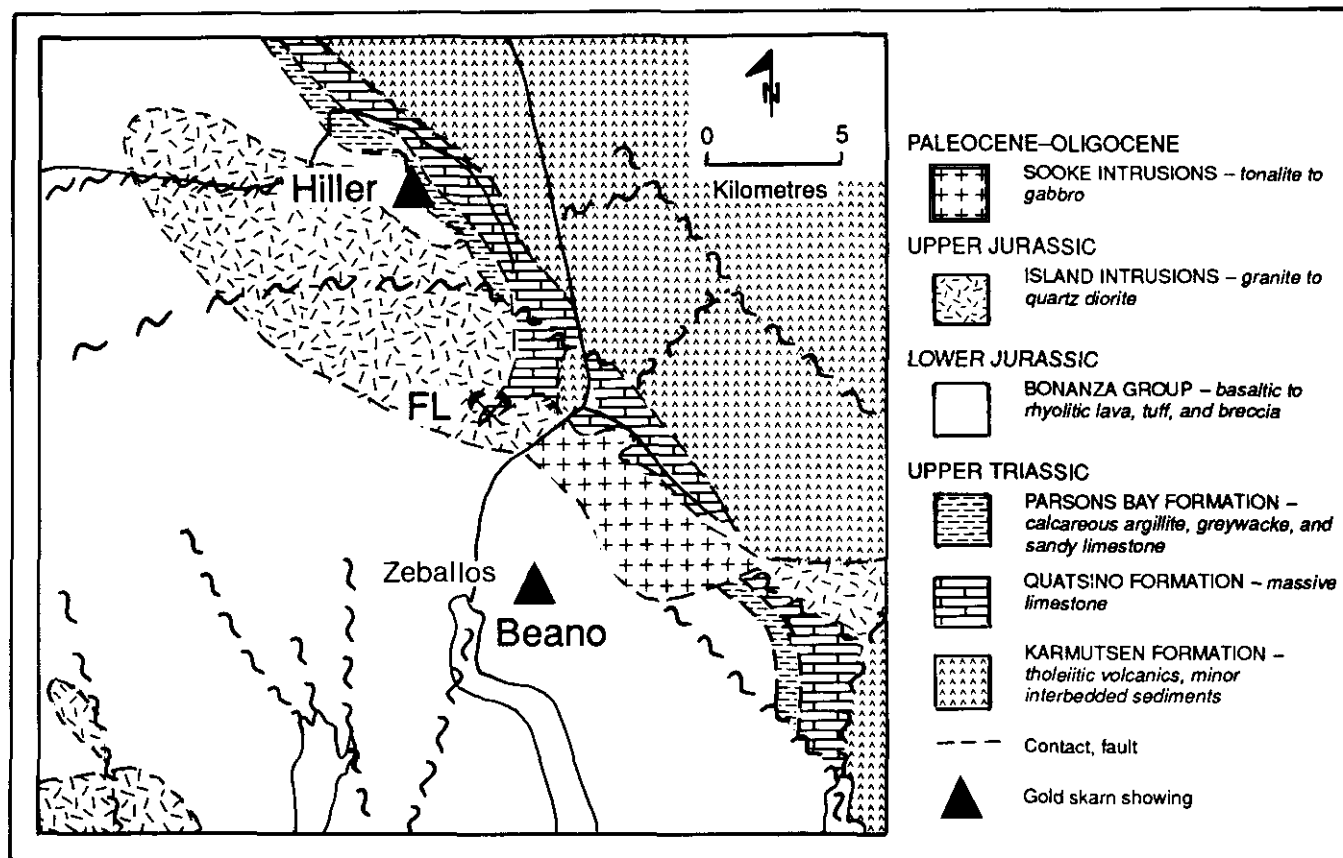 N
0 5
Kilometres
Hiller
FL
Zeballos
Beano
PALEOCENE–OLIGOCENE
SOOKE INTRUSIONS – tonalite to
gabbro
UPPER JURASSIC
ISLAND INTRUSIONS – granite to
quartz diorite
LOWER JURASSIC
BONANZA GROUP – basaltic to
rhyolitic lava, tuff, and breccia
UPPER TRIASSIC
PARSONS BAY FORMATION –
calcareous argillite, greywacke, and
sandy limestone
QUATSINO FORMATION – massive
limestone
KARMUTSEN FORMATION –
tholeiitic volcanics, minor
interbedded sediments
Contact, fault
Gold skarn showing